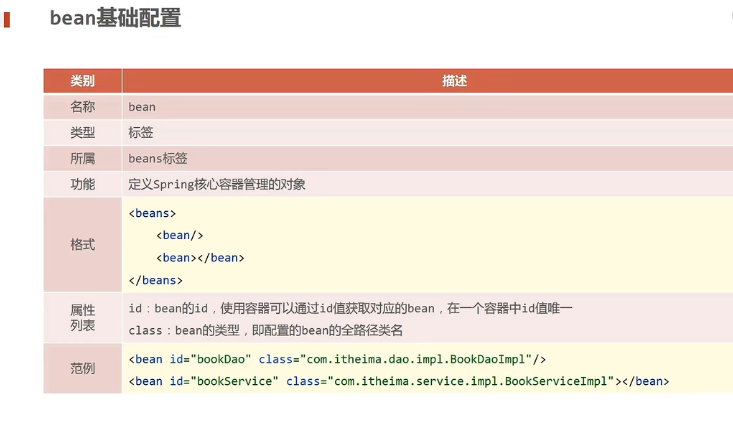 bean基础配置
类别 描述
名称 bean
类型 标签
所属 beans标签
功能 定义Spring核心容器管理的对象
格式
<beans>
<bean/>
<bean></bean>
</beans>
属性
列表
id：bean的id，使用容器可以通过id值获取对应的bean，在一个容器中id值唯一
class：bean的类型，即配置的bean的全路径类名
范例
<bean id="bookDao" class="com.itheima.dao.impl.BookDaoImpl"/>
<bean id="bookService" class="com.itheima.service.impl.BookServiceImpl"></bean>